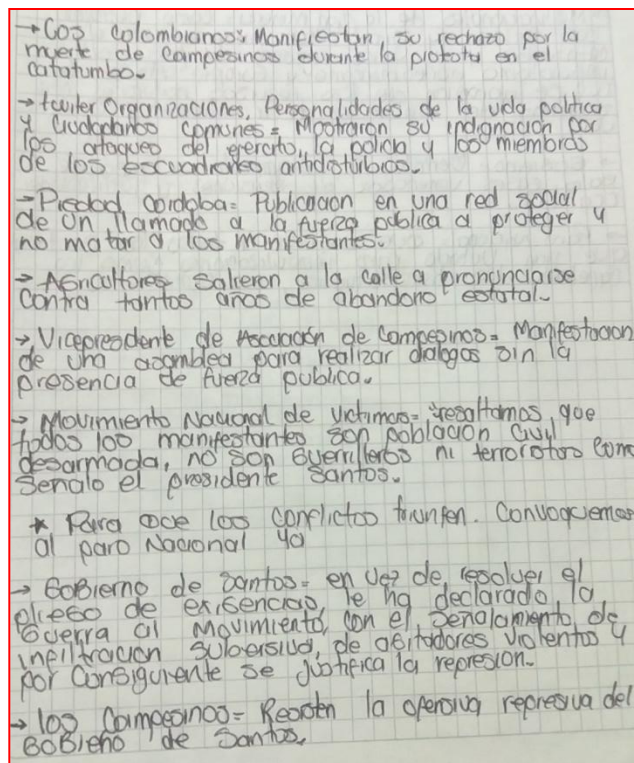 → Los colombianos: Manifiestan su rechazo por la
muerte de campesinos durante la protota en el
catatumbo.
→ twiter Organizaciones, Personalidades de la vida politica
y Ciudadanos comunes = Mostraron su indignacion por
los ataques del ejercito, la policia y los miembros
de los escuadrones antidisturbios.
→ Piedad cordoba = Publicacion en una red social
de un llamado a la fuerza publica a proteger y
no matar a los manifestantes.
→ Agricultores salieron a la calle a pronunciarse
contra tantos años de abandono estatal.
→ Vicepresidente de Asociación de campesinos = Manifestacion
de una asamblea para realizar dialogos sin la
presencia de fuerza publica.
→ Movimiento Nacional de victimas = resaltamos que
todos los manifestantes son poblacion civil
desarmada, no son guerrilleros ni terroristas como
señalo el presidente Santos.
* Para que los conflictos triunfen. Convoquemos
al paro Nacional ya
→ Gobierno de santos = en vez de resolver el
pliego de exigencias, le ha declarado la
guerra al movimiento, con el señalamiento de
infiltracion subersiva, de agitadores violentos y
por consiguiente se justifica la represion.
→ los campesinos = Resisten la ofensiva represiva del
Gobieño de Santos.